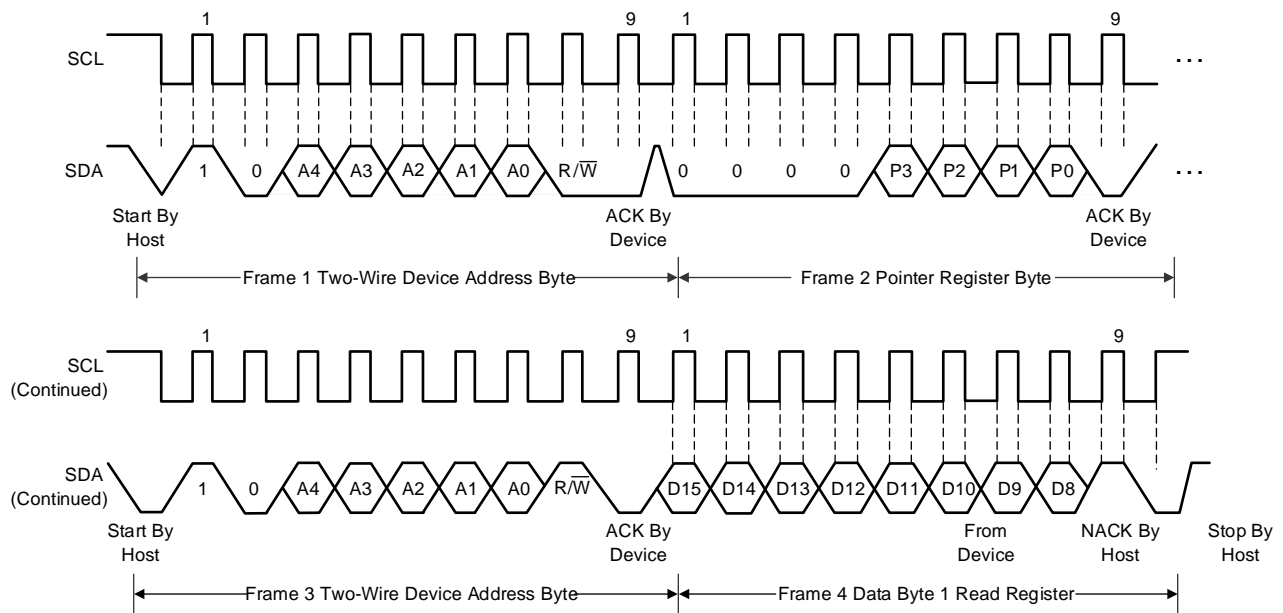 1 9 1 9
SCL ...
SDA 1 0 A4 A3 A2 A1 A0 R/W̅ 0 0 0 0 P3 P2 P1 P0 ...
Start By ACK By ACK By
Host Device Device
Frame 1 Two-Wire Device Address Byte Frame 2 Pointer Register Byte
1 9 1 9
SCL
(Continued)
SDA
(Continued) 1 0 A4 A3 A2 A1 A0 R/W̅ D15 D14 D13 D12 D11 D10 D9 D8
Start By ACK By From NACK By Stop By
Host Device Device Host Host
Frame 3 Two-Wire Device Address Byte Frame 4 Data Byte 1 Read Register